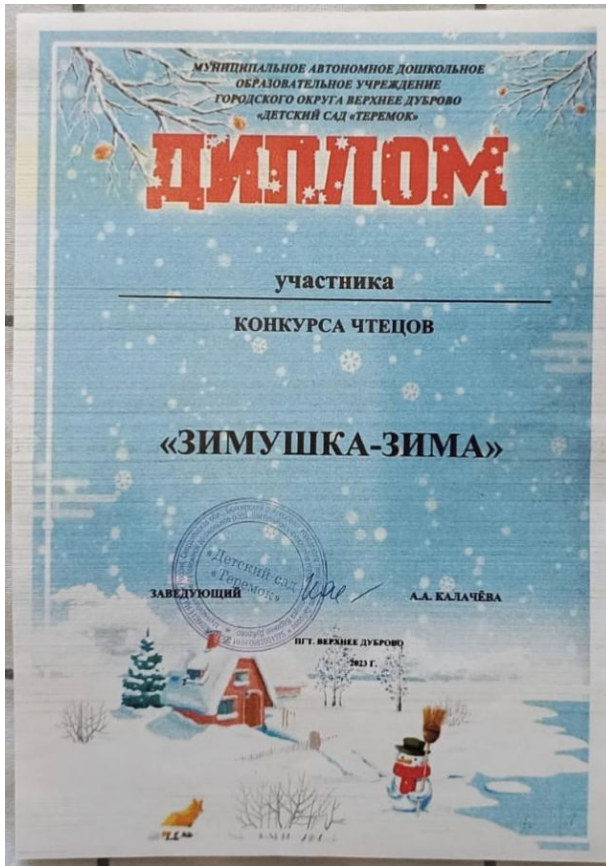 МУНИЦИПАЛЬНОЕ АВТОНОМНОЕ ДОШКОЛЬНОЕ
ОБРАЗОВАТЕЛЬНОЕ УЧРЕЖДЕНИЕ
ГОРОДСКОГО ОКРУГА ВЕРХНЕЕ ДУБРОВО
«ДЕТСКИЙ САД «ТЕРЕМОК»
ДИПЛОМ
участника
КОНКУРСА ЧТЕЦОВ
«ЗИМУШКА-ЗИМА»
«Детский сад
«Теремок»
ЗАВЕДУЮЩИЙ А.А. КАЛАЧЁВА
ПГТ. ВЕРХНЕЕ ДУБРОВО
2023 Г.